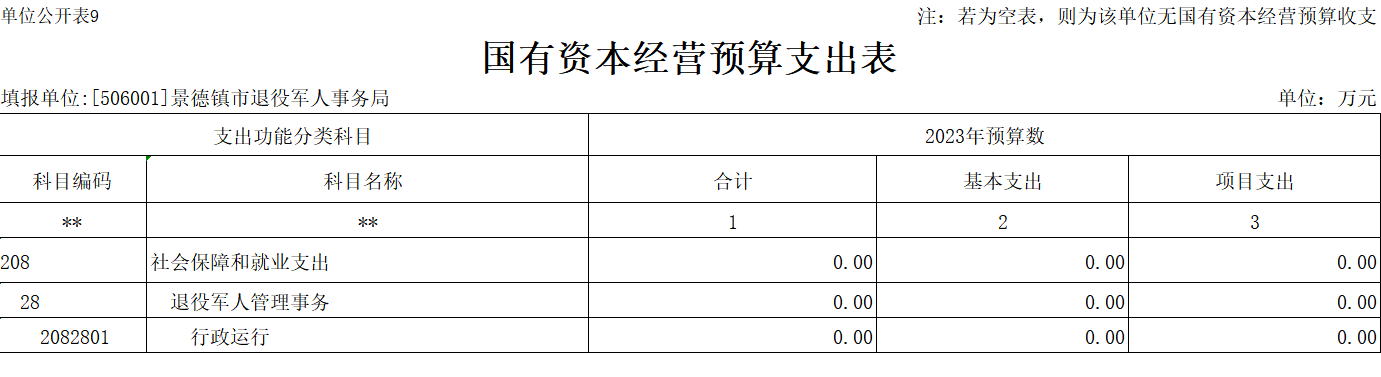 单位公开表9 注：若为空表，则为该单位无国有资本经营预算收支
国有资本经营预算支出表
填报单位:[506001]景德镇市退役军人事务局 单位：万元
支出功能分类科目 2023年预算数
科目编码 科目名称 合计 基本支出 项目支出
** ** 1 2 3
208 社会保障和就业支出 0.00 0.00 0.00
28 退役军人管理事务 0.00 0.00 0.00
2082801 行政运行 0.00 0.00 0.00